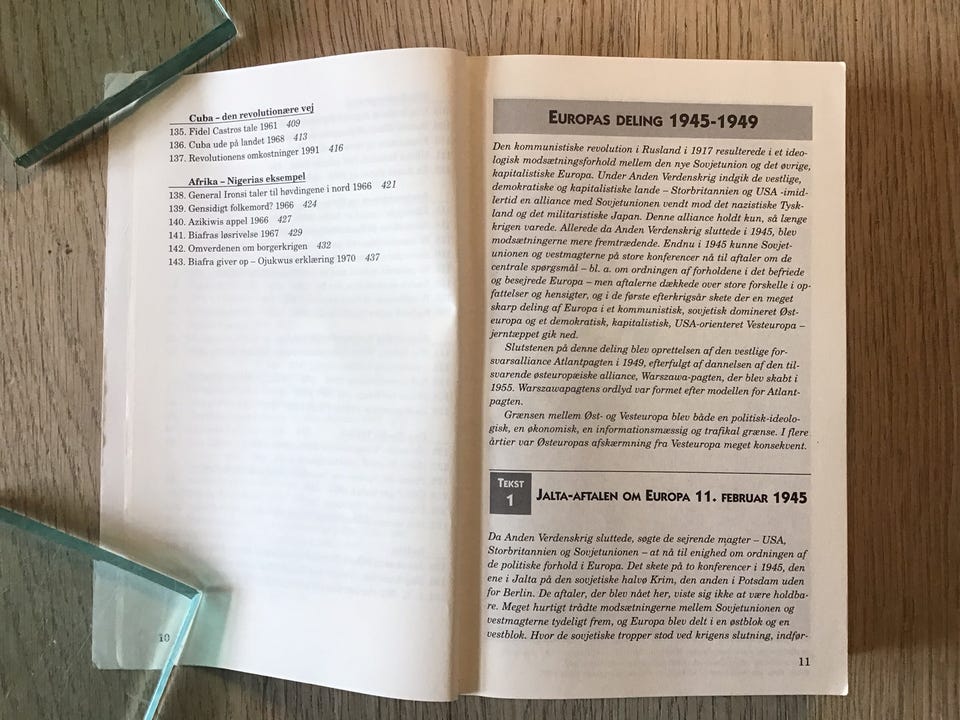 Cuba – den revolutionære vej
135. Fidel Castros tale 1961 409
136. Cuba ude på landet 1968 413
137. Revolutionens omkostninger 1991 416
Afrika – Nigerias eksempel
138. General Ironsi taler til høvdingene i nord 1966 421
139. Gensidigt folkemord? 1966 424
140. Azikiwis appel 1966 427
141. Biafras løsrivelse 1967 429
142. Omverdenen om borgerkrigen 432
143. Biafra giver op – Ojukwus erklæring 1970 437
10
EUROPAS DELING 1945-1949
Den kommunistiske revolution i Rusland i 1917 resulterede i et ideo-
logisk modsætningsforhold mellem den nye Sovjetunion og det øvrige,
kapitalistiske Europa. Under Anden Verdenskrig indgik de vestlige,
demokratiske og kapitalistiske lande – Storbritannien og USA -imid-
lertid en alliance med Sovjetunionen vendt mod det nazistiske Tysk-
land og det militaristiske Japan. Denne alliance holdt kun, så længe
krigen varede. Allerede da Anden Verdenskrig sluttede i 1945, blev
modsætningerne mere fremtrædende. Endnu i 1945 kunne Sovjet-
unionen og vestmagterne på store konferencer nå til aftaler om de
centrale spørgsmål – bl. a. om ordningen af forholdene i det befriede
og besejrede Europa – men aftalerne dækkede over store forskelle i op-
fattelser og hensigter, og i de første efterkrigsår skete der en meget
skarp deling af Europa i et kommunistisk, sovjetisk domineret Øst-
europa og et demokratisk, kapitalistisk, USA-orienteret Vesteuropa –
jerntæppet gik ned.
Slutstenen på denne deling blev oprettelsen af den vestlige for-
svarsalliance Atlantpagten i 1949, efterfulgt af dannelsen af den til-
svarende østeuropæiske alliance, Warszawa-pagten, der blev skabt i
1955. Warszawapagtens ordlyd var formet efter modellen for Atlant-
pagten.
Grænsen mellem Øst- og Vesteuropa blev både en politisk-ideolo-
gisk, en økonomisk, en informationsmæssig og trafikal grænse. I flere
årtier var Østeuropas afskærmning fra Vesteuropa meget konsekvent.
TEKST
1
JALTA-AFTALEN OM EUROPA 11. FEBRUAR 1945
Da Anden Verdenskrig sluttede, søgte de sejrende magter – USA,
Storbritannien og Sovjetunionen – at nå til enighed om ordningen af
de politiske forhold i Europa. Det skete på to konferencer i 1945, den
ene i Jalta på den sovjetiske halvø Krim, den anden i Potsdam uden
for Berlin. De aftaler, der blev nået her, viste sig ikke at være holdba-
re. Meget hurtigt trådte modsætningerne mellem Sovjetunionen og
vestmagterne tydeligt frem, og Europa blev delt i en østblok og en
vestblok. Hvor de sovjetiske tropper stod ved krigens slutning, indfør-
11